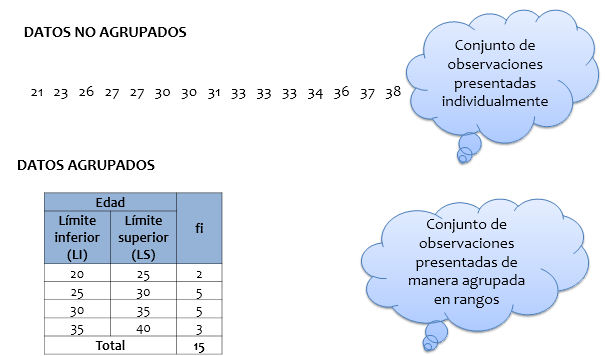 DATOS NO AGRUPADOS
21 23 26 27 27 30 30 31 33 33 33 34 36 37 38
Conjunto de
observaciones
presentadas
individualmente
DATOS AGRUPADOS
Edad
fi
Límite
inferior
(LI)
Límite
superior
(LS)
20 25 2
25 30 5
30 35 5
35 40 3
Total 15
Conjunto de
observaciones
presentadas de
manera agrupada
en rangos